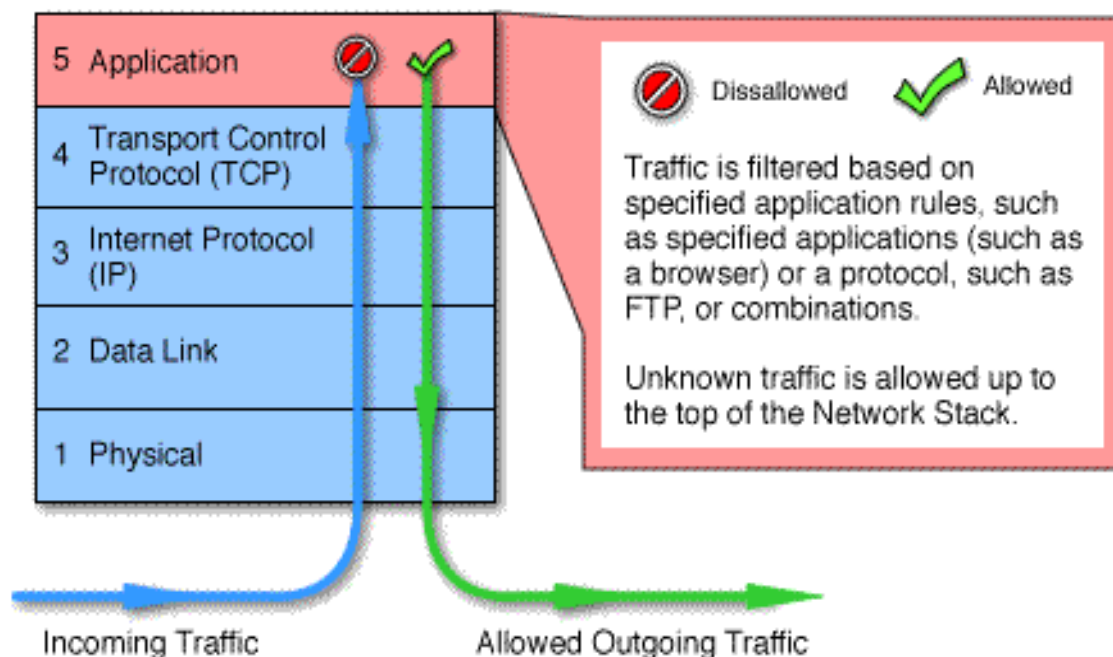 5 Application
4 Transport Control
Protocol (TCP)
3 Internet Protocol
(IP)
2 Data Link
1 Physical
Incoming Traffic
Allowed Outgoing Traffic
Dissallowed
Allowed
Traffic is filtered based on
specified application rules, such
as specified applications (such as
a browser) or a protocol, such as
FTP, or combinations.
Unknown traffic is allowed up to
the top of the Network Stack.